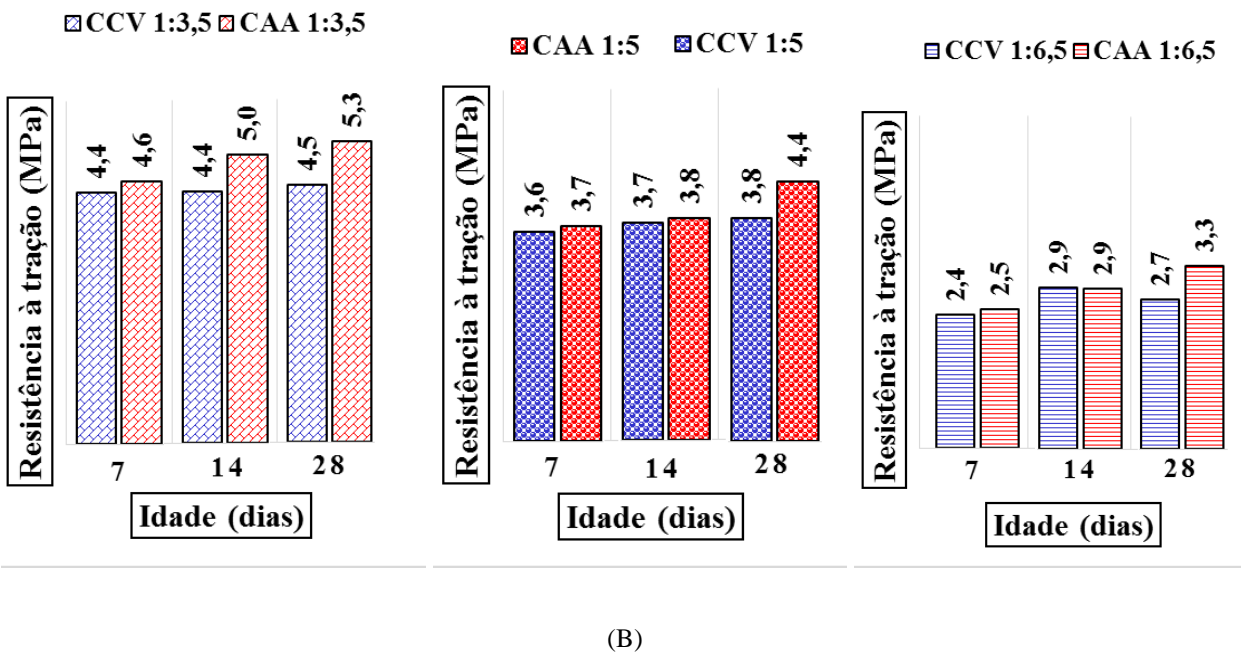 CCV 1:3,5 CAA 1:3,5
Resistência à tração (MPa)
4,4 4,6 4,4 5,0 4,5 5,3
7 14 28
Idade (dias)
CAA 1:5 CCV 1:5
Resistência à tração (MPa)
3,6 3,7 3,7 3,8 3,8 4,4
7 14 28
Idade (dias)
CCV 1:6,5 CAA 1:6,5
Resistência à tração (MPa)
2,4 2,5 2,9 2,9 2,7 3,3
7 14 28
Idade (dias)
(B)